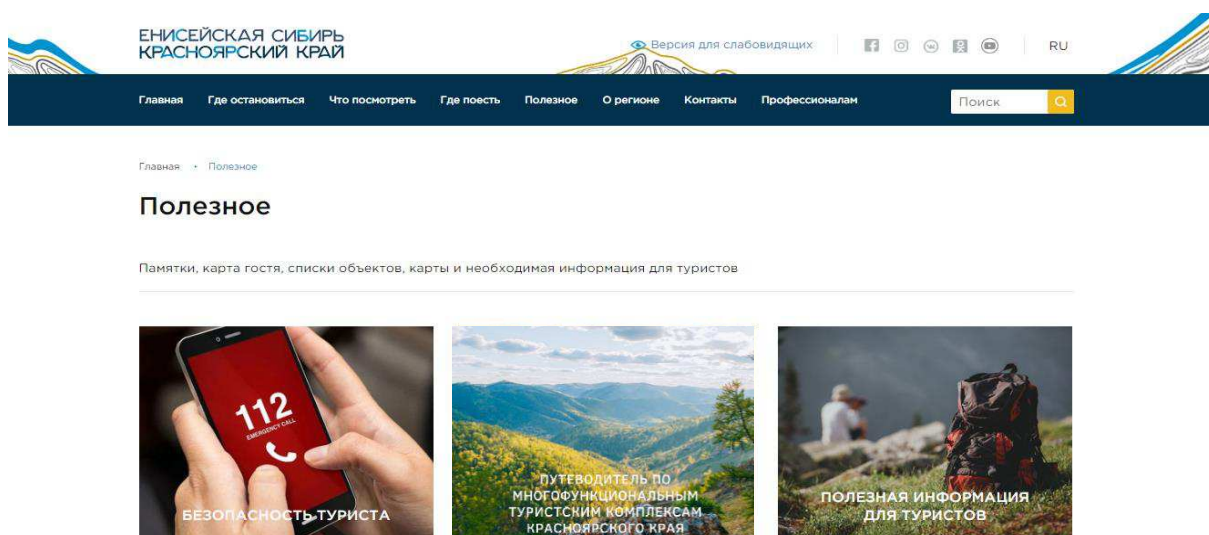 ЕНИСЕЙСКАЯ СИБИРЬ
КРАСНОЯРСКИЙ КРАЙ
Версия для слабовидящих
RU
Главная Где остановиться Что посмотреть Где поесть Полезное О регионе Контакты Профессионалам Поиск
Главная • Полезное
Полезное
Памятки, карта гостя, списки объектов, карты и необходимая информация для туристов
112
EMERGENCY CALL
БЕЗОПАСНОСТЬ ТУРИСТА
ПУТЕВОДИТЕЛЬ ПО
МНОГОФУНКЦИОНАЛЬНЫМ
ТУРИСТСКИМ КОМПЛЕКСАМ
КРАСНОЯРСКОГО КРАЯ
ПОЛЕЗНАЯ ИНФОРМАЦИЯ
ДЛЯ ТУРИСТОВ